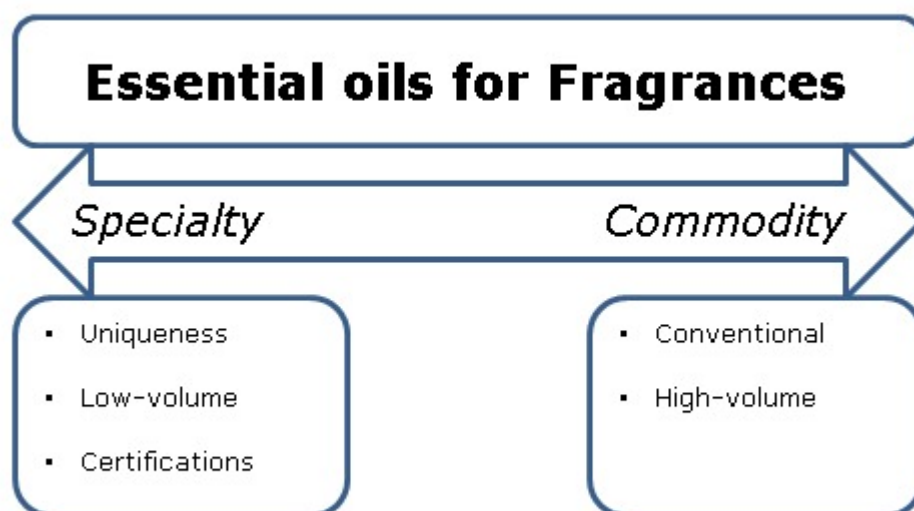 Essential oils for Fragrances
Specialty
Commodity
▪ Uniqueness
▪ Low-volume
▪ Certifications
▪ Conventional
▪ High-volume